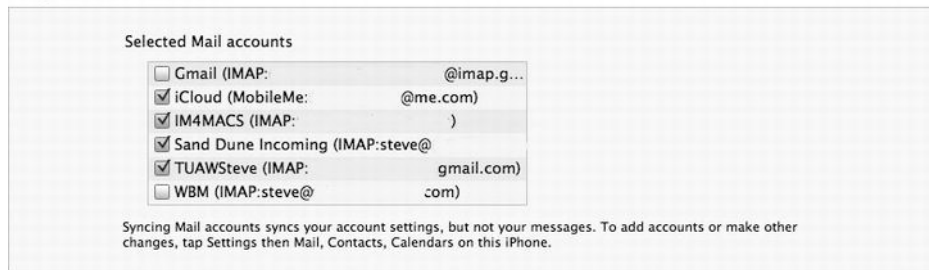 Selected Mail accounts
Gmail (IMAP: @imap.g...
iCloud (MobileMe: @me.com)
IM4MACS (IMAP: )
Sand Dune Incoming (IMAP:steve@
TUAWSteve (IMAP: gmail.com)
WBM (IMAP:steve@ com)
Syncing Mail accounts syncs your account settings, but not your messages. To add accounts or make other
changes, tap Settings then Mail, Contacts, Calendars on this iPhone.